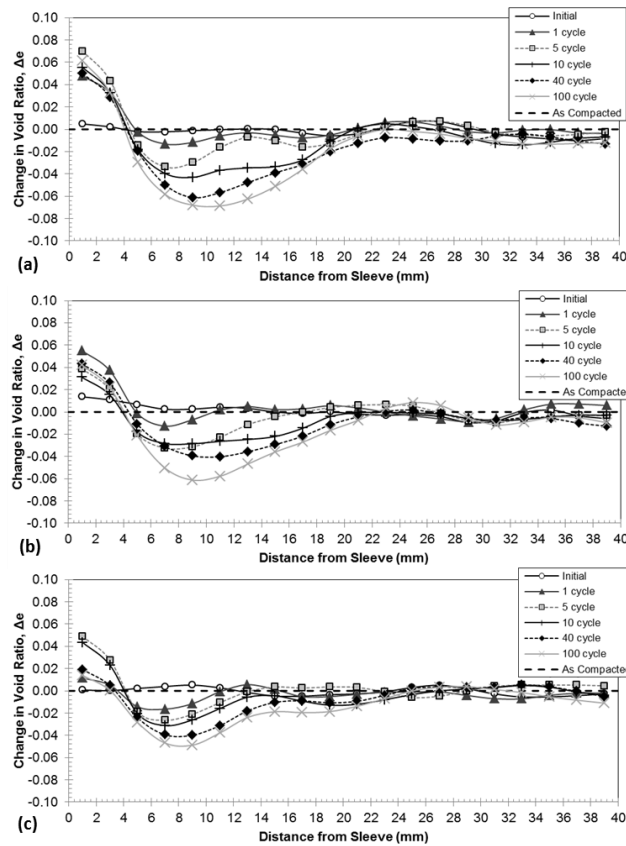 0.10
0.08
0.06
0.04
0.02
0.00
-0.02
-0.04
-0.06
-0.08
-0.10
Change in Void Ratio, Δe
Initial
1 cycle
5 cycle
10 cycle
40 cycle
100 cycle
As Compacted
0 2 4 6 8 10 12 14 16 18 20 22 24 26 28 30 32 34 36 38 40
Distance from Sleeve (mm)
(a)
0.10
0.08
0.06
0.04
0.02
0.00
-0.02
-0.04
-0.06
-0.08
-0.10
Change in Void Ratio, Δe
Initial
1 cycle
5 cycle
10 cycle
40 cycle
100 cycle
As Compacted
0 2 4 6 8 10 12 14 16 18 20 22 24 26 28 30 32 34 36 38 40
Distance from Sleeve (mm)
(b)
0.10
0.08
0.06
0.04
0.02
0.00
-0.02
-0.04
-0.06
-0.08
-0.10
Change in Void Ratio, Δe
Initial
1 cycle
5 cycle
10 cycle
40 cycle
100 cycle
As Compacted
0 2 4 6 8 10 12 14 16 18 20 22 24 26 28 30 32 34 36 38 40
Distance from Sleeve (mm)
(c)